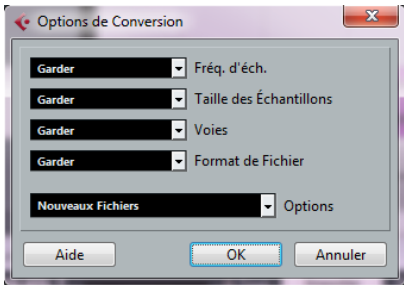 Options de Conversion
Garder Fréq. d'éch.
Garder Taille des Échantillons
Garder Voies
Garder Format de Fichier
Nouveaux Fichiers Options
Aide OK Annuler